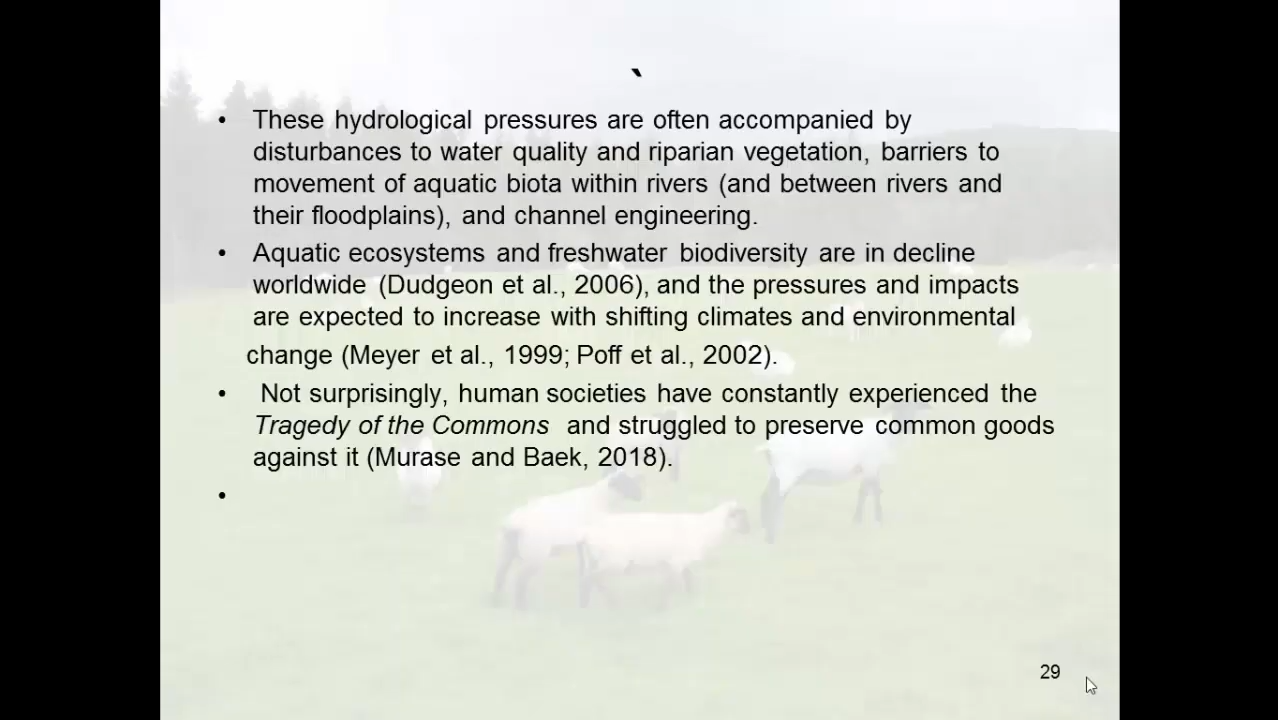 `
• These hydrological pressures are often accompanied by
disturbances to water quality and riparian vegetation, barriers to
movement of aquatic biota within rivers (and between rivers and
their floodplains), and channel engineering.
• Aquatic ecosystems and freshwater biodiversity are in decline
worldwide (Dudgeon et al., 2006), and the pressures and impacts
are expected to increase with shifting climates and environmental
change (Meyer et al., 1999; Poff et al., 2002).
• Not surprisingly, human societies have constantly experienced the
Tragedy of the Commons and struggled to preserve common goods
against it (Murase and Baek, 2018).
•
29